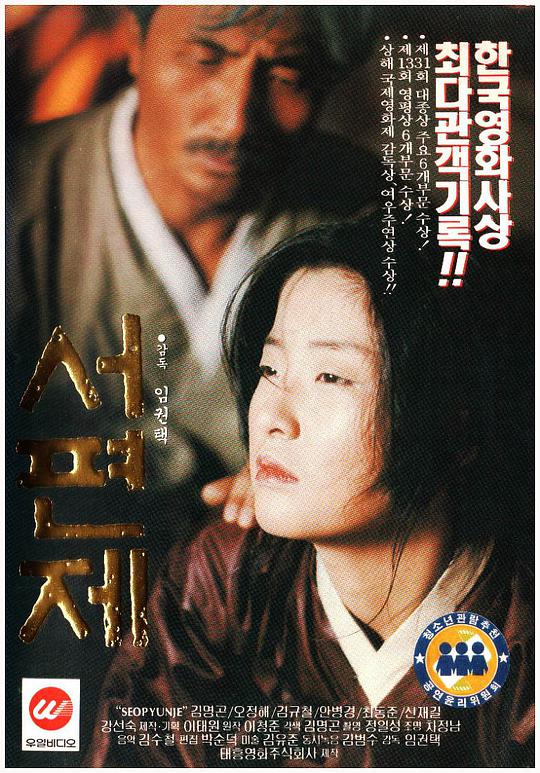 한국영화사상
최다관객기록!!
• 제31회 대종상 주요 6개부문 수상!
• 제13회 영평상 6개부문 수상!
• 상해 국제영화제 감독상 여우주연상 수상!!
서편제
●감독 임권택
청소년관람추천
공연윤리위원회
우일비디오
“SEOPYUNJE” 김명곤/오정해/김규철/안병경/최동준/신재길
강선숙 제작·기획 이태원 원작 이청준 각색 김명곤 촬영 정일성 조명 차정남
음악 김수철 편집 박순덕 미술 김유준 동시녹음 김범수 감독 임권택
태흥영화주식회사 제작